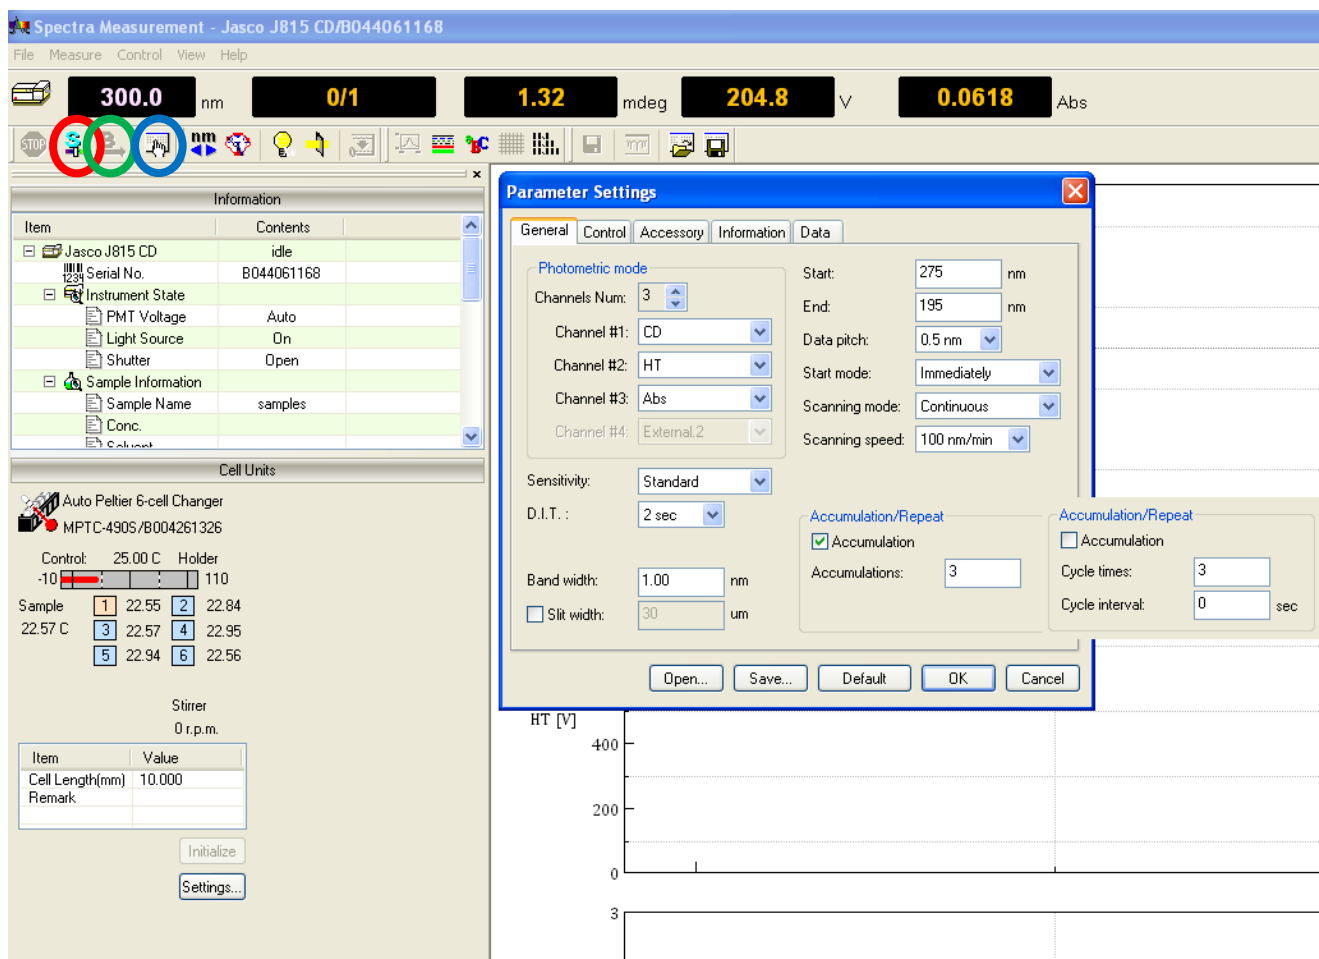 Spectra Measurement - Jasco J815 CD/B044061168
File Measure Control View Help
300.0 nm 0/1 1.32 mdeg 204.8 V 0.0618 Abs
STOP S B nm °BC
Information
Item Contents
Jasco J815 CD idle
Serial No. B044061168
Instrument State
PMT Voltage Auto
Light Source On
Shutter Open
Sample Information
Sample Name samples
Conc.
Solvent
Cell Units
Auto Peltier 6-cell Changer
MPTC-490S/B004261326
Control: 25.00 C Holder
-10 110
Sample 1 22.55 2 22.84
22.57 C 3 22.57 4 22.95
5 22.94 6 22.56
Stirrer
0 r.p.m.
Item Value
Cell Length(mm) 10.000
Remark
Initialize
Settings...
Parameter Settings
General Control Accessory Information Data
Photometric mode
Channels Num: 3
Channel #1: CD
Channel #2: HT
Channel #3: Abs
Channel #4: External.2
Sensitivity: Standard
D.I.T. : 2 sec
Band width: 1.00 nm
Slit width: 30 um
Start: 275 nm
End: 195 nm
Data pitch: 0.5 nm
Start mode: Immediately
Scanning mode: Continuous
Scanning speed: 100 nm/min
Accumulation/Repeat
Accumulation
Accumulations: 3
Accumulation/Repeat
Accumulation
Cycle times: 3
Cycle interval: 0 sec
Open... Save... Default OK Cancel
HT [V]
400
200
0
3